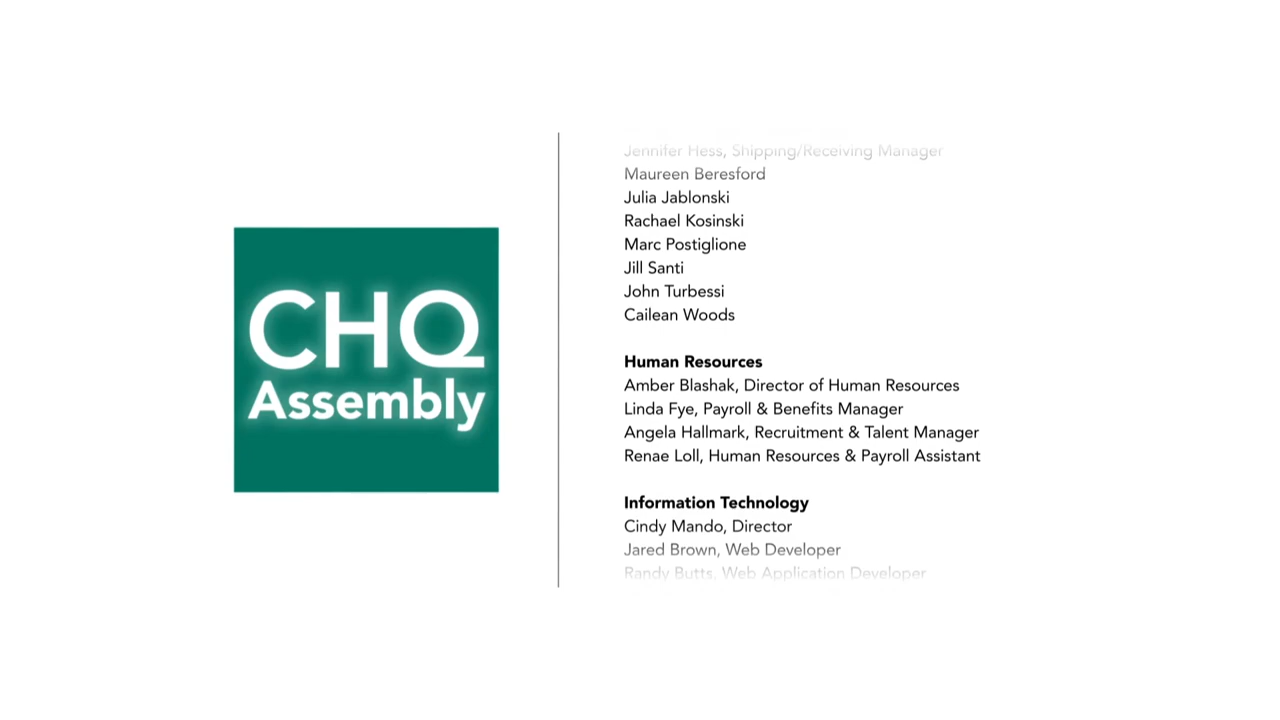 CHQ
Assembly
Jennifer Hess, Shipping/Receiving Manager
Maureen Beresford
Julia Jablonski
Rachael Kosinski
Marc Postiglione
Jill Santi
John Turbessi
Cailean Woods
Human Resources
Amber Blashak, Director of Human Resources
Linda Fye, Payroll & Benefits Manager
Angela Hallmark, Recruitment & Talent Manager
Renae Loll, Human Resources & Payroll Assistant
Information Technology
Cindy Mando, Director
Jared Brown, Web Developer
Randy Butts, Web Application Developer